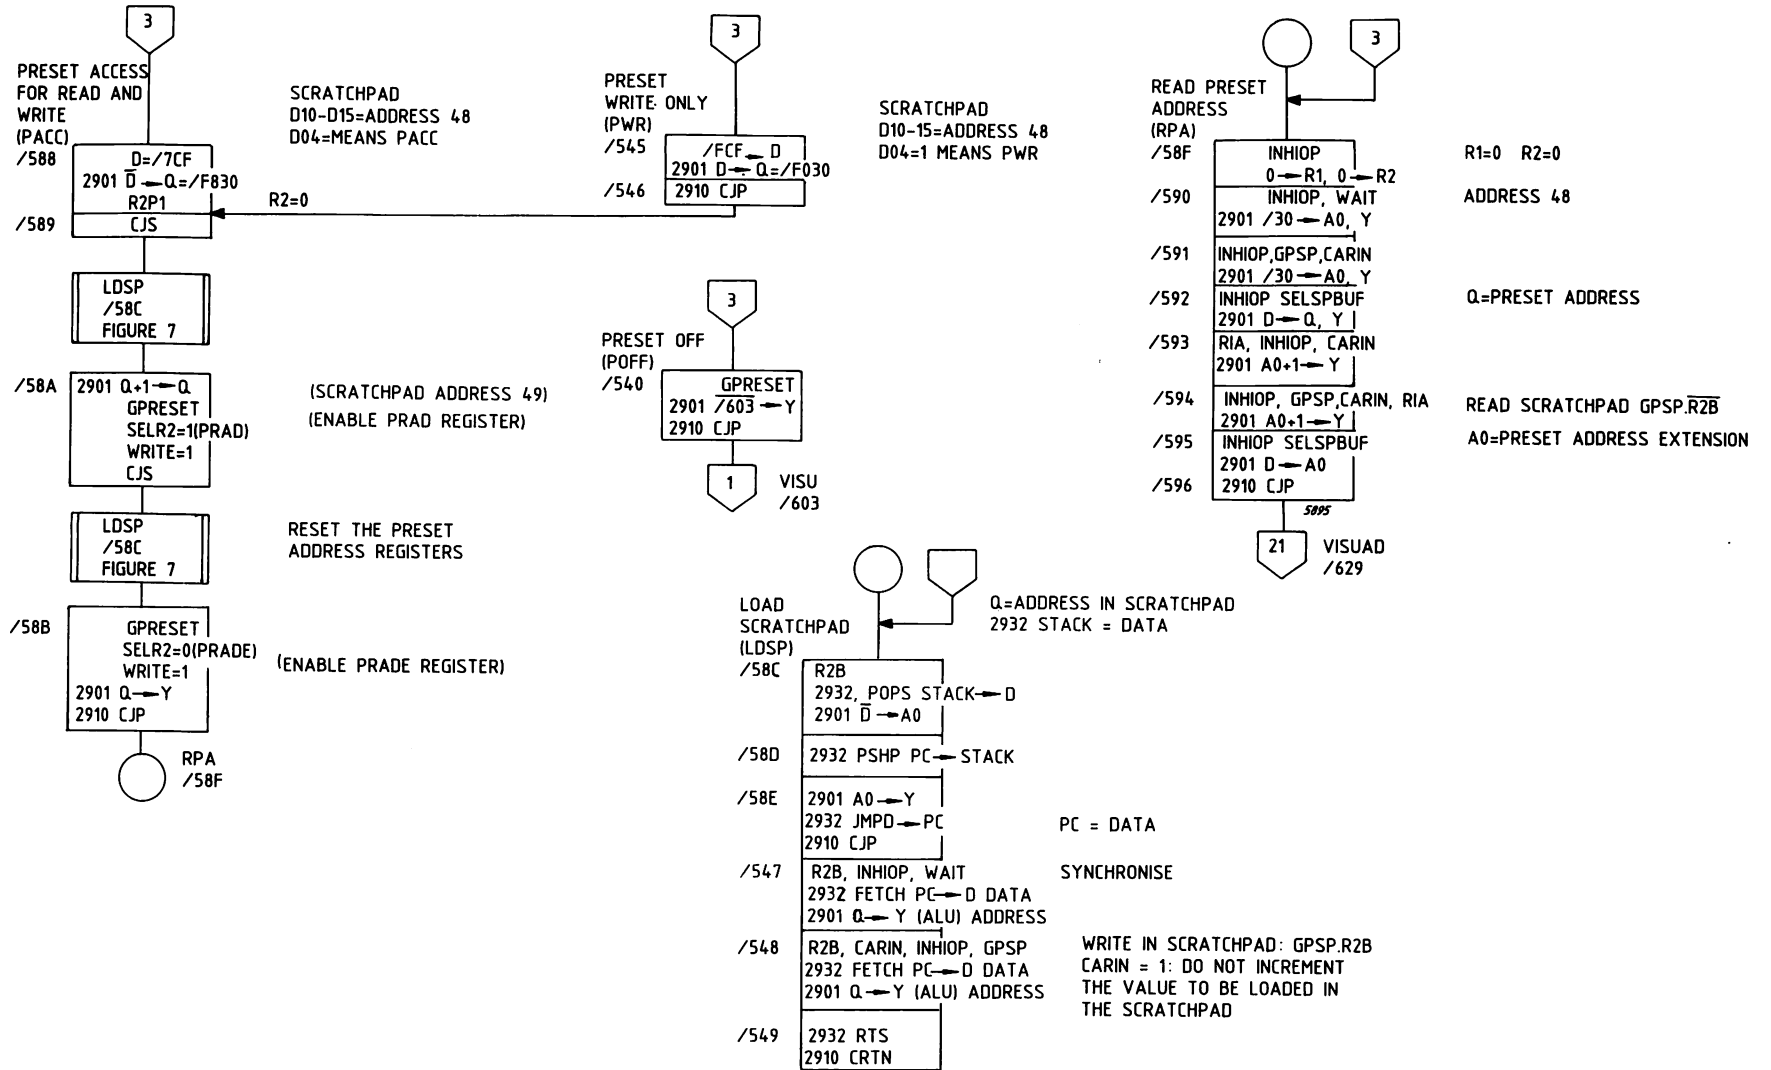 3
PRESET ACCESS
FOR READ AND
WRITE
(PACC)
SCRATCHPAD
D10-D15=ADDRESS 48
D04=MEANS PACC
/588
D=/7CF
2901 D̅→Q=/F830
R2P1
R2=0
/589
CJS
LDSP
/58C
FIGURE 7
/58A
2901 Q+1→Q
GPRESET
SELR2=1(PRAD)
WRITE=1
CJS
(SCRATCHPAD ADDRESS 49)
(ENABLE PRAD REGISTER)
LDSP
/58C
FIGURE 7
RESET THE PRESET
ADDRESS REGISTERS
/58B
GPRESET
SELR2=0(PRADE)
WRITE=1
2901 Q→Y
2910 CJP
(ENABLE PRADE REGISTER)
RPA
/58F
3
PRESET
WRITE ONLY
(PWR)
SCRATCHPAD
D10-15=ADDRESS 48
D04=1 MEANS PWR
/545
/FCF←D
2901 D→Q=/F030
/546
2910 CJP
3
PRESET OFF
(POFF)
/540
GPRESET
2901 /6̅0̅3̅→Y
2910 CJP
1
VISU
/603
3
READ PRESET
ADDRESS
(RPA)
/58F
INHIOP
0→R1, 0→R2
R1=0 R2=0
/590
INHIOP, WAIT
2901 /30→A0, Y
ADDRESS 48
/591
INHIOP,GPSP,CARIN
2901 /30→A0, Y
/592
INHIOP SELSPBUF
2901 D→Q, Y
Q=PRESET ADDRESS
/593
RIA, INHIOP, CARIN
2901 A0+1→Y
/594
INHIOP, GPSP,CARIN, RIA
2901 A0+1→Y
READ SCRATCHPAD GPSP.R̅2̅B̅
/595
INHIOP SELSPBUF
2901 D→A0
A0=PRESET ADDRESS EXTENSION
/596
2910 CJP
5895
21
VISUAD
/629
LOAD
SCRATCHPAD
(LDSP)
Q=ADDRESS IN SCRATCHPAD
2932 STACK = DATA
/58C
R2B
2932, POPS STACK→D
2901 D̅→A0
/58D
2932 PSHP PC→STACK
/58E
2901 A0→Y
2932 JMPD→PC
2910 CJP
PC = DATA
/547
R2B, INHIOP, WAIT
2932 FETCH PC→D DATA
2901 Q→Y (ALU) ADDRESS
SYNCHRONISE
/548
R2B, CARIN, INHIOP, GPSP
2932 FETCH PC→D DATA
2901 Q→Y (ALU) ADDRESS
WRITE IN SCRATCHPAD: GPSP.R2B
CARIN = 1: DO NOT INCREMENT
THE VALUE TO BE LOADED IN
THE SCRATCHPAD
/549
2932 RTS
2910 CRTN